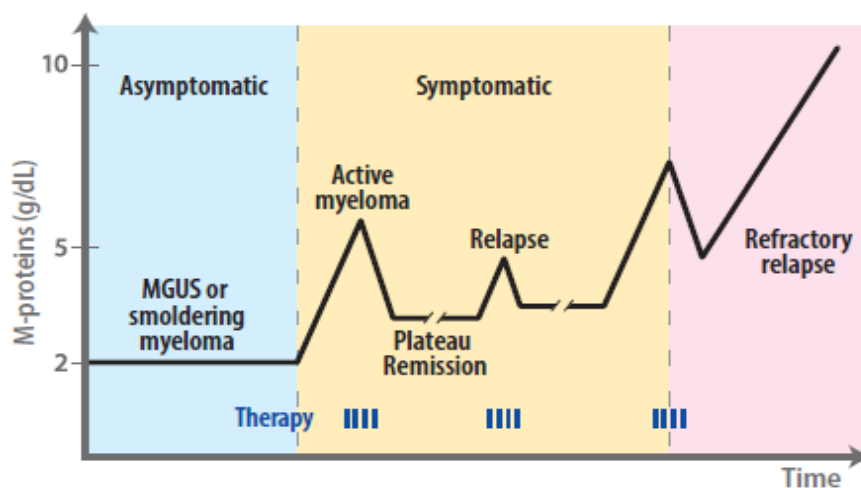 10
Asymptomatic
Symptomatic
Active
myeloma
M-proteins (g/dL)
5
Relapse
Refractory
relapse
MGUS or
smoldering
myeloma
Plateau
Remission
2
Therapy
Time